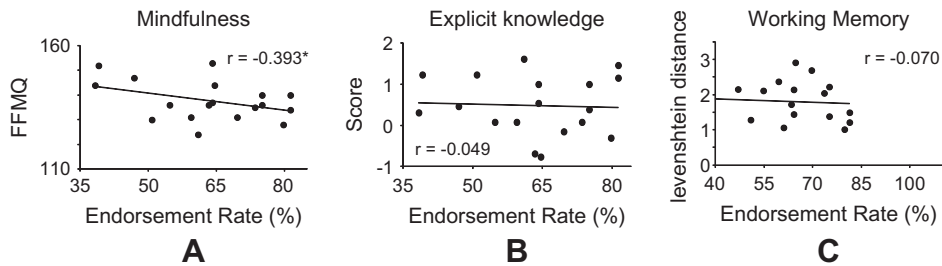 Mindfulness
FFMQ
160
110
r = -0.393*
35 50 65 80
Endorsement Rate (%)
A
Explicit knowledge
Score
2
1
0
-1
r = -0.049
35 50 65 80
Endorsement Rate (%)
B
Working Memory
levenshtein distance
3
2
1
0
r = -0.070
40 55 70 85 100
Endorsement Rate (%)
C